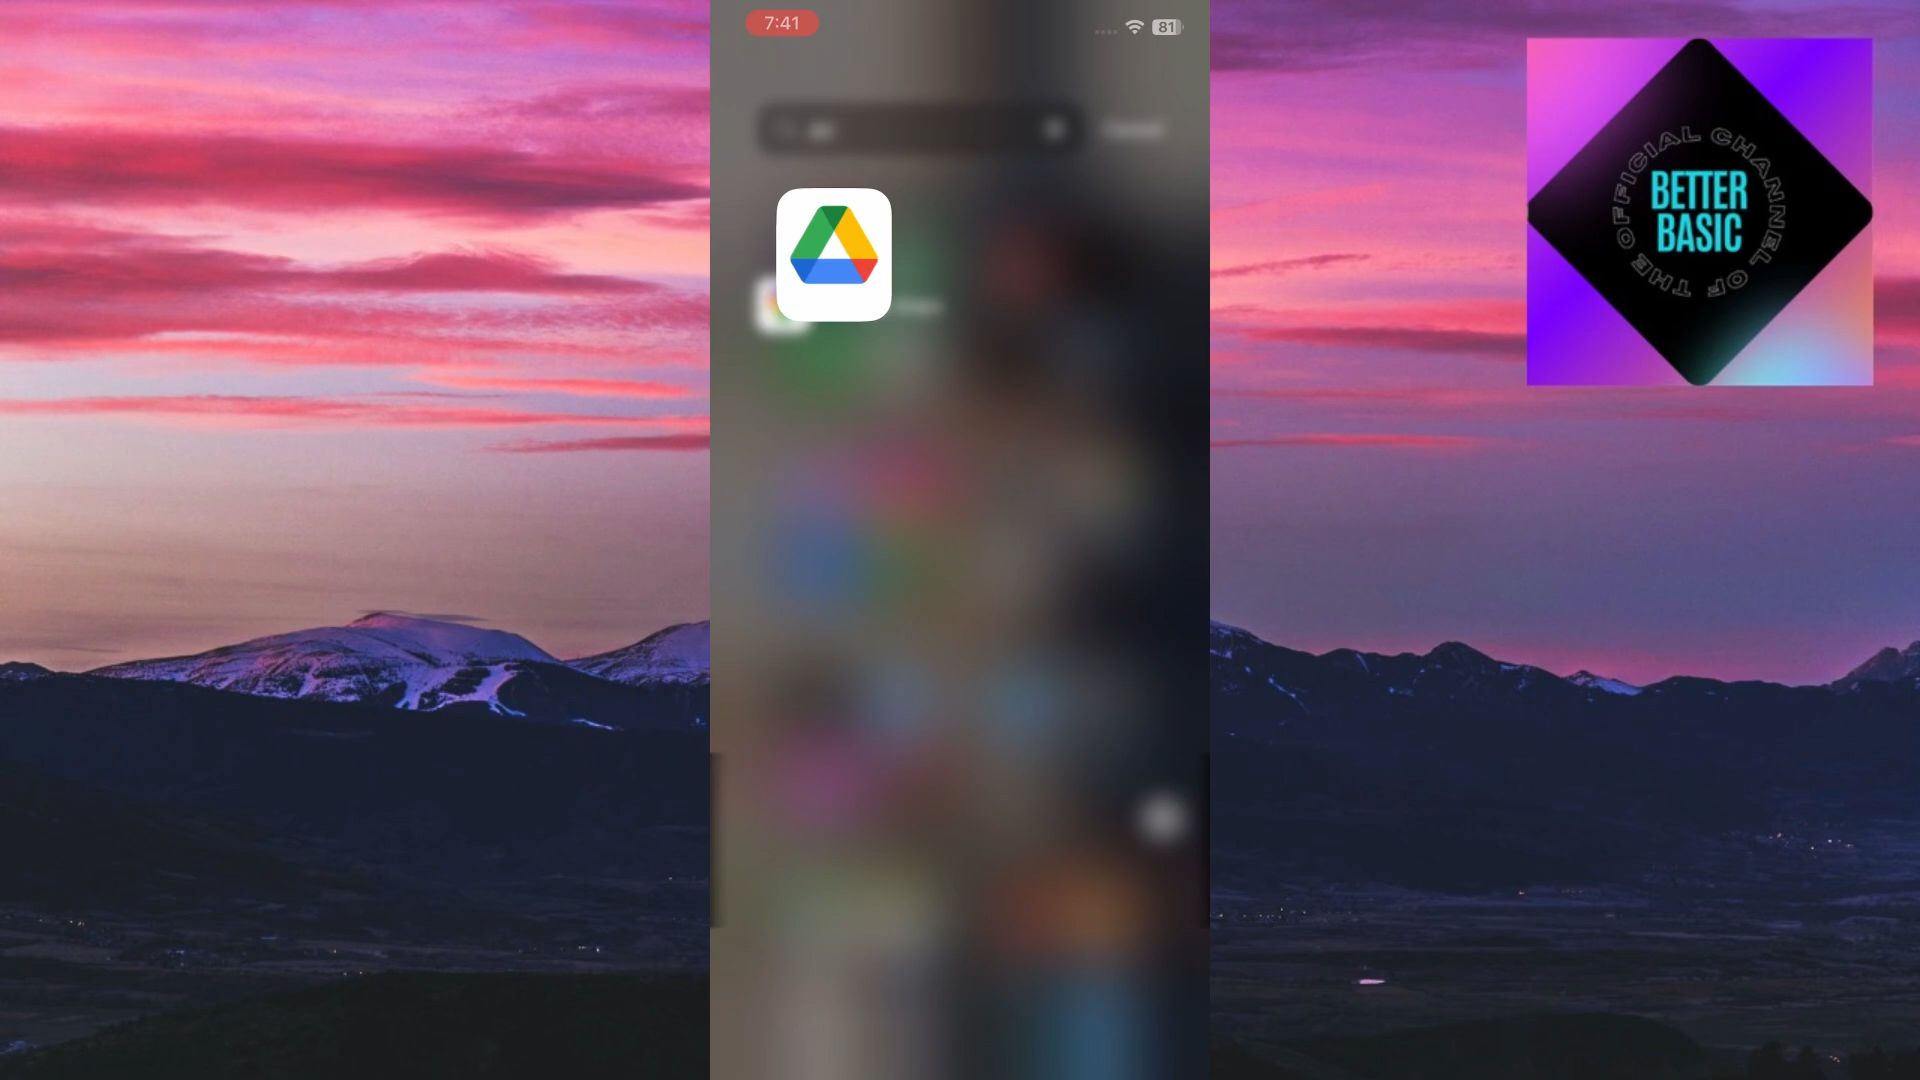 7:41
81
BETTER
BASIC
OFFICIAL CHANNEL OF THE